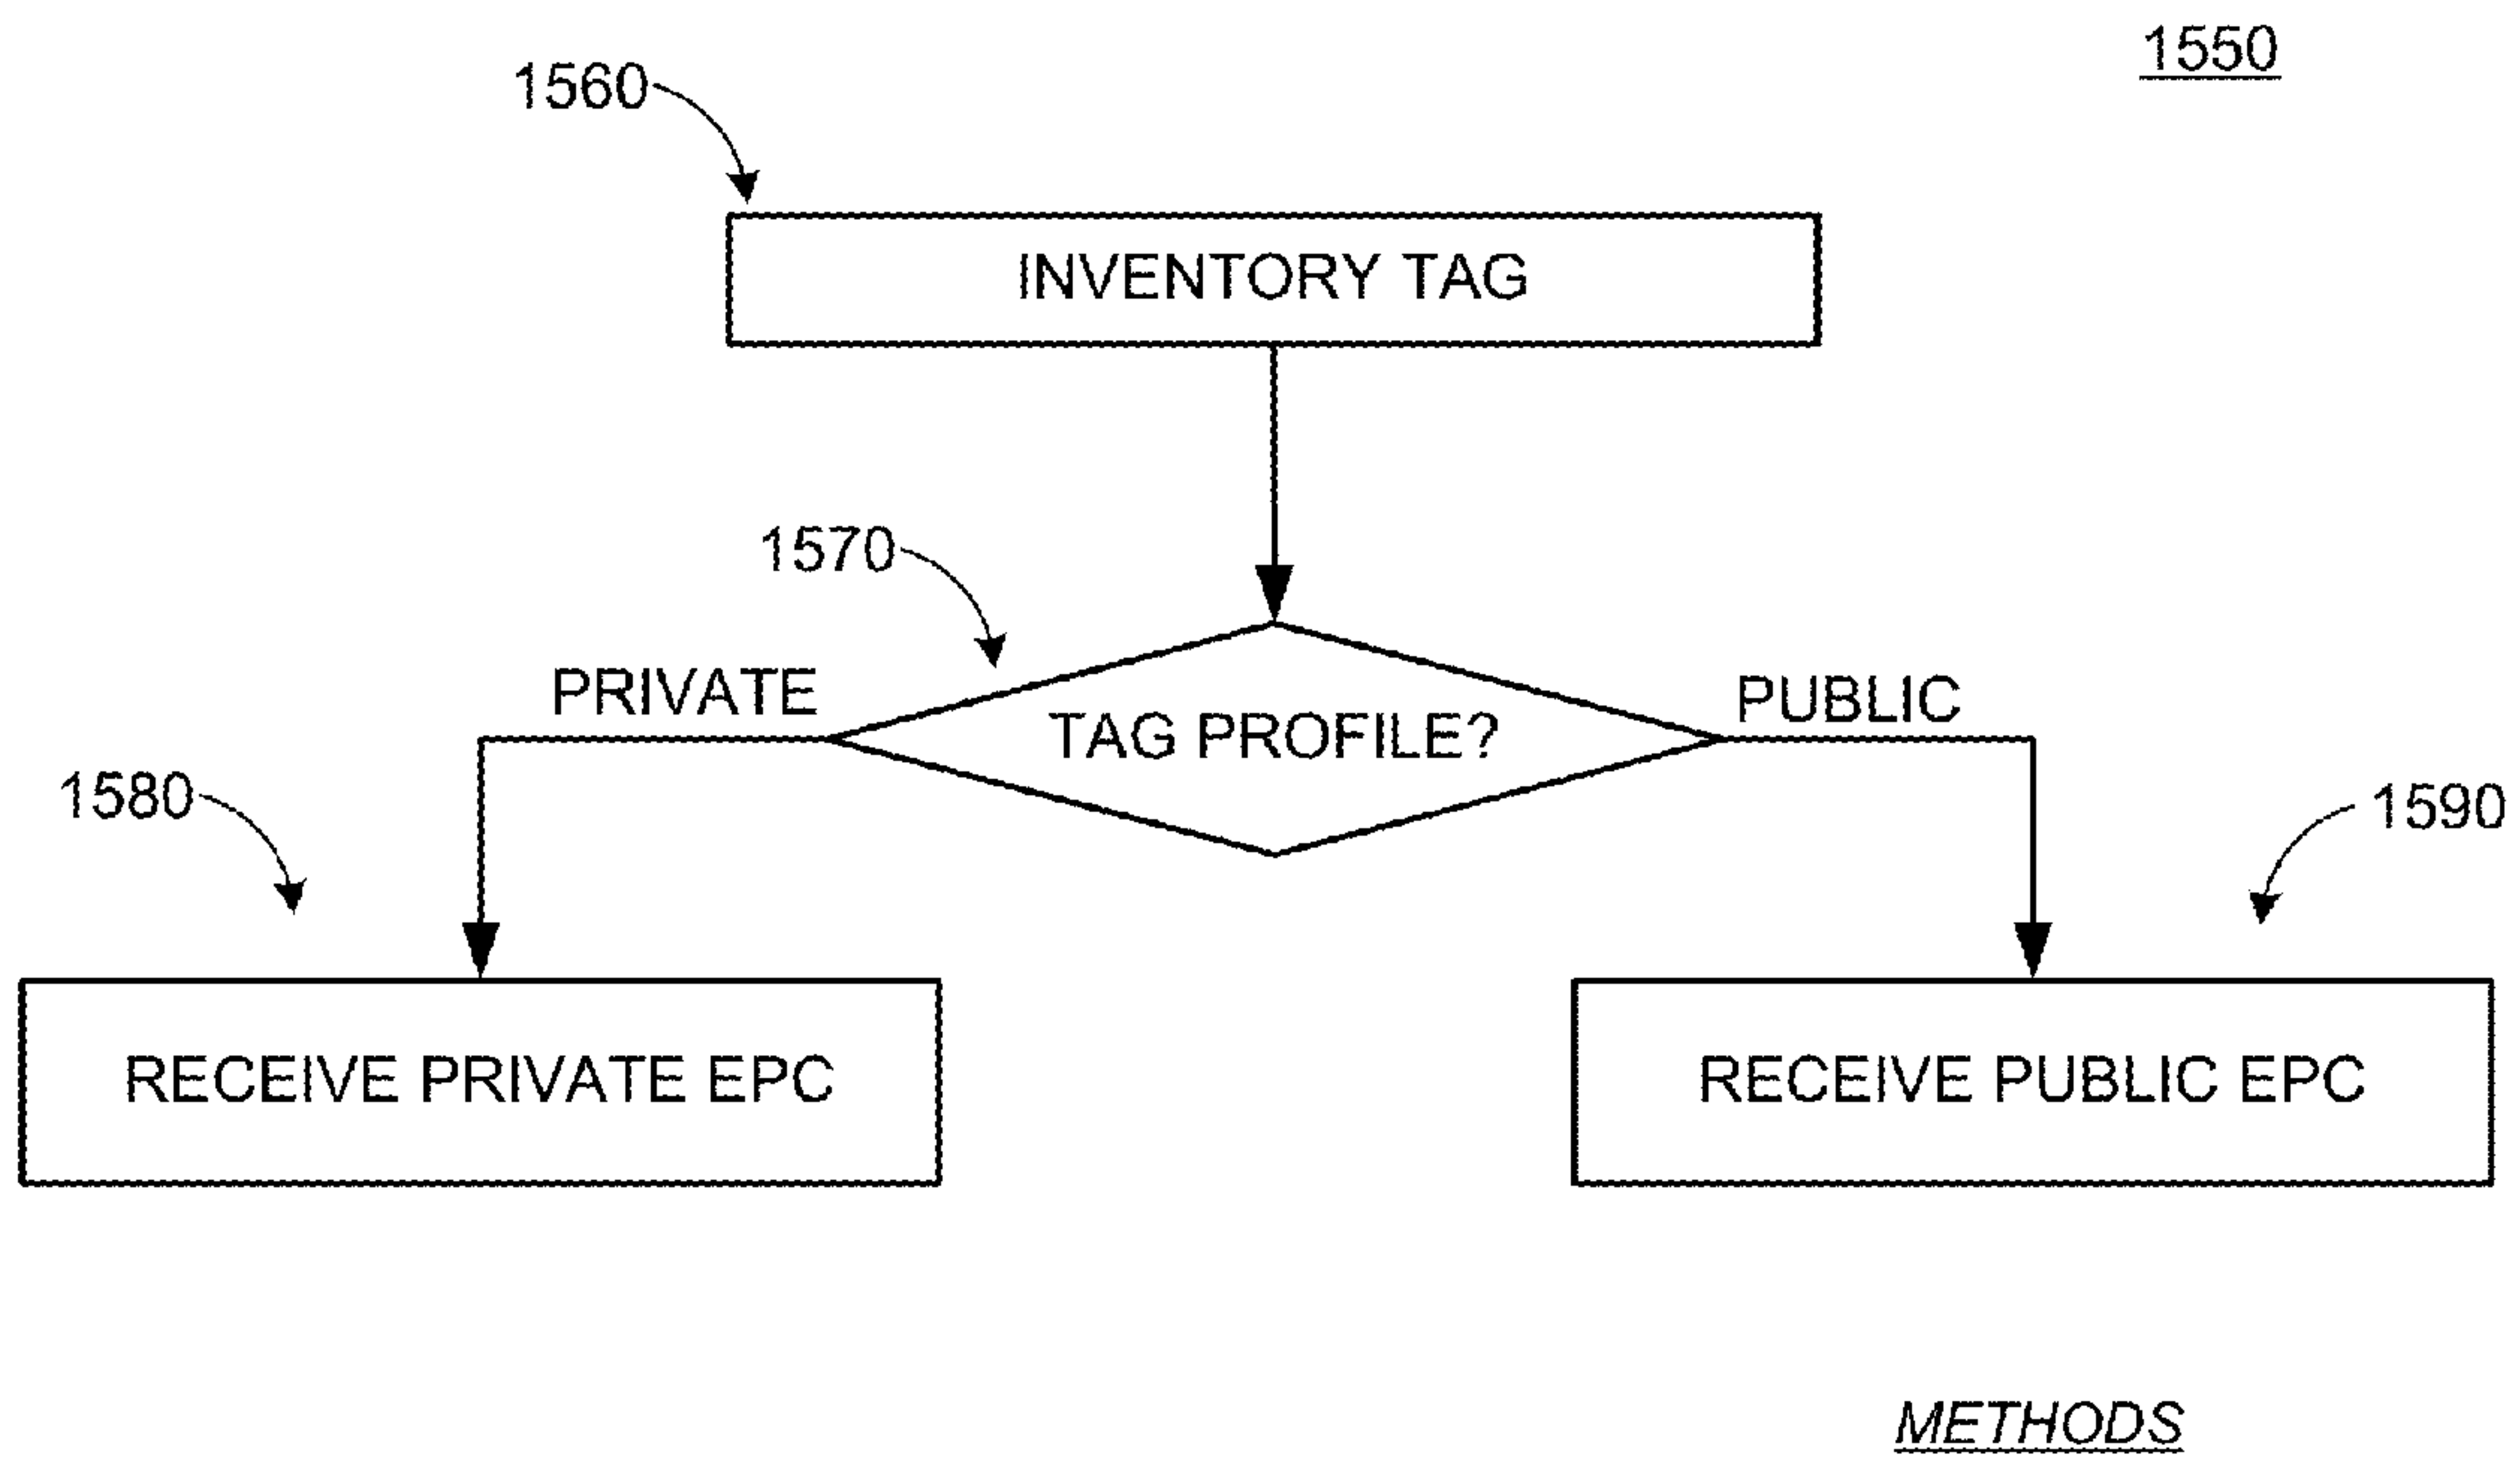 1550
1560
INVENTORY TAG
1570
PRIVATE
PUBLIC
TAG PROFILE?
1580
1590
RECEIVE PRIVATE EPC
RECEIVE PUBLIC EPC
METHODS